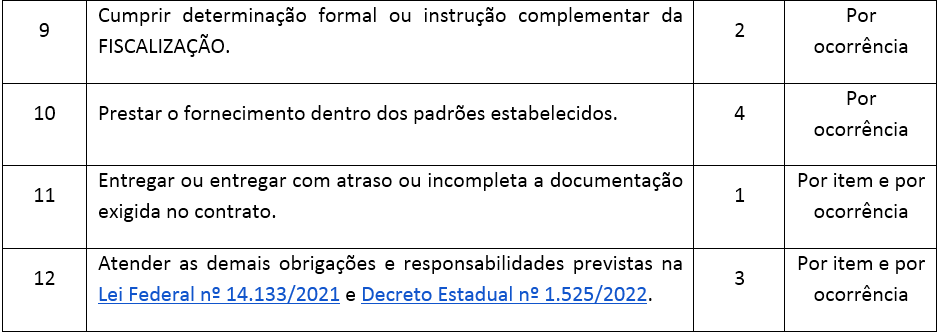 9 Cumprir determinação formal ou instrução complementar da FISCALIZAÇÃO. 2 Por ocorrência
10 Prestar o fornecimento dentro dos padrões estabelecidos. 4 Por ocorrência
11 Entregar ou entregar com atraso ou incompleta a documentação exigida no contrato. 1 Por item e por ocorrência
12 Atender as demais obrigações e responsabilidades previstas na Lei Federal nº 14.133/2021 e Decreto Estadual nº 1.525/2022. 3 Por item e por ocorrência